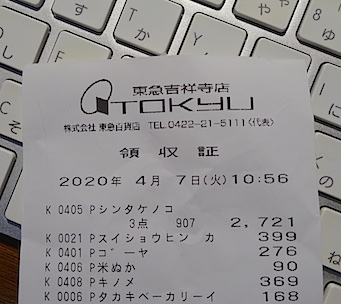 東急吉祥寺店
TOKYU
株式会社 東急百貨店 TEL0422-21-5111(代表)
領収証
2020年 4月 7日(火)10:56
K 0405 Pシンタケノコ
3点 907 2,721
K 0021 Pスイショウヒン カ 399
K 0401 Pゴーヤ 276
K 0406 P米ぬか 90
K 0408 Pキノメ 369
K 0006 Pタカキベーカリーイ 168